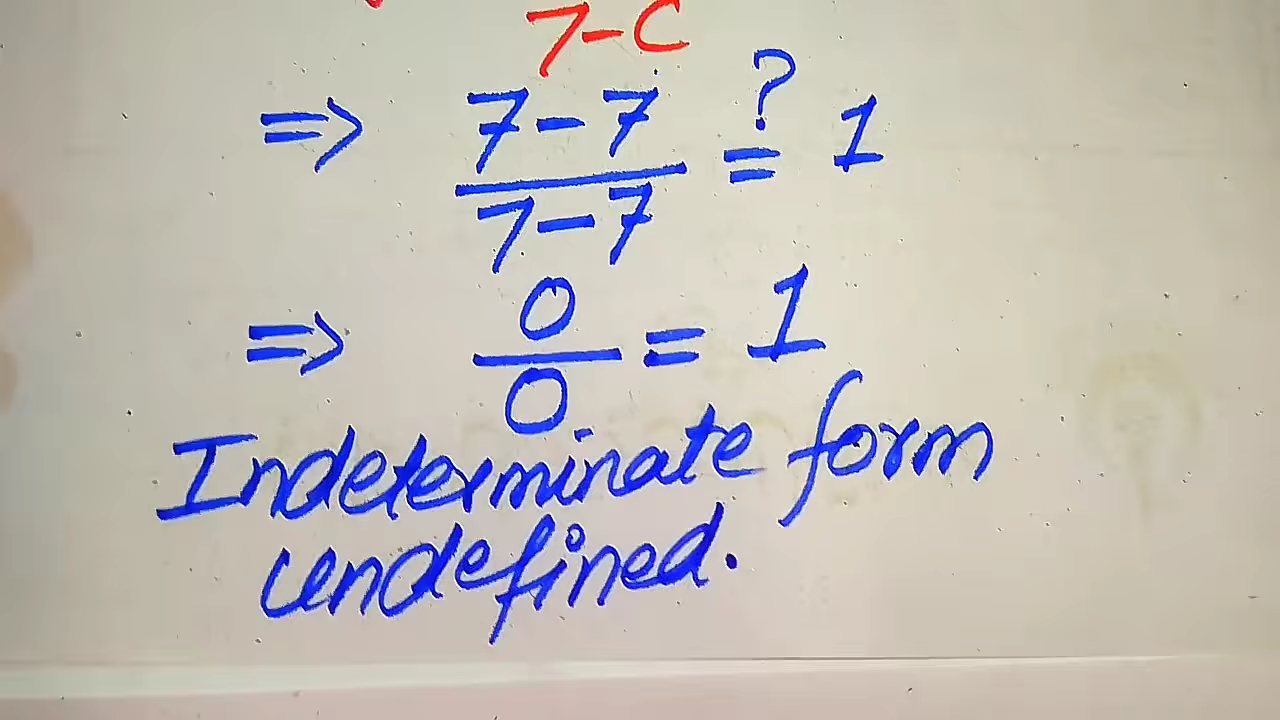 7-C
=> 7-7 / 7-7 ?= 1
=> 0/0 = 1
Indeterminate form
undefined.